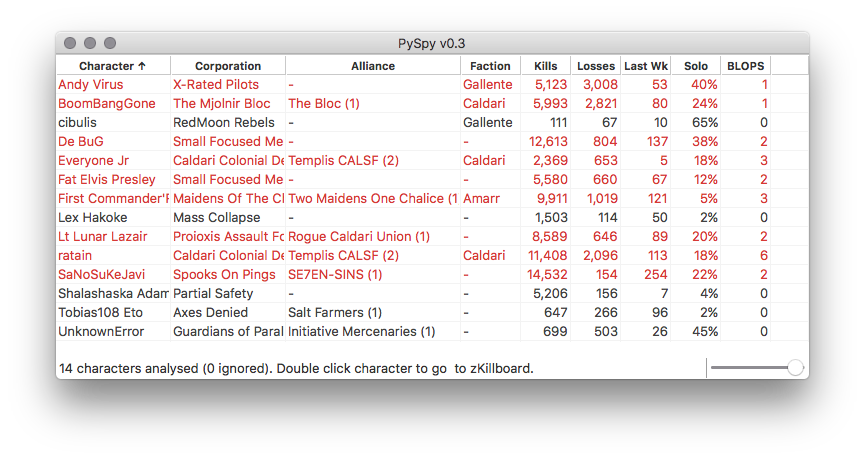 PySpy v0.3
Character ↑ Corporation Alliance Faction Kills Losses Last Wk Solo BLOPS
Andy Virus X-Rated Pilots - Gallente 5,123 3,008 53 40% 1
BoomBangGone The Mjolnir Bloc The Bloc (1) Caldari 5,993 2,821 80 24% 1
cibulis RedMoon Rebels - Gallente 111 67 10 65% 0
De BuG Small Focused Me - - 12,613 804 137 38% 2
Everyone Jr Caldari Colonial De Templis CALSF (2) Caldari 2,369 653 5 18% 3
Fat Elvis Presley Small Focused Me - - 5,580 660 67 12% 2
First Commander'F Maidens Of The Cl Two Maidens One Chalice (1 Amarr 9,911 1,019 121 5% 3
Lex Hakoke Mass Collapse - - 1,503 114 50 2% 0
Lt Lunar Lazair Proioxis Assault Fo Rogue Caldari Union (1) - 8,589 646 89 20% 2
ratain Caldari Colonial De Templis CALSF (2) Caldari 11,408 2,096 113 18% 6
SaNoSuKeJavi Spooks On Pings SE7EN-SINS (1) - 14,532 154 254 22% 2
Shalashaska Adam Partial Safety - - 5,206 156 7 4% 0
Tobias108 Eto Axes Denied Salt Farmers (1) - 647 266 96 2% 0
UnknownError Guardians of Paral Initiative Mercenaries (1) - 699 503 26 45% 0
14 characters analysed (0 ignored). Double click character to go  to zKillboard.